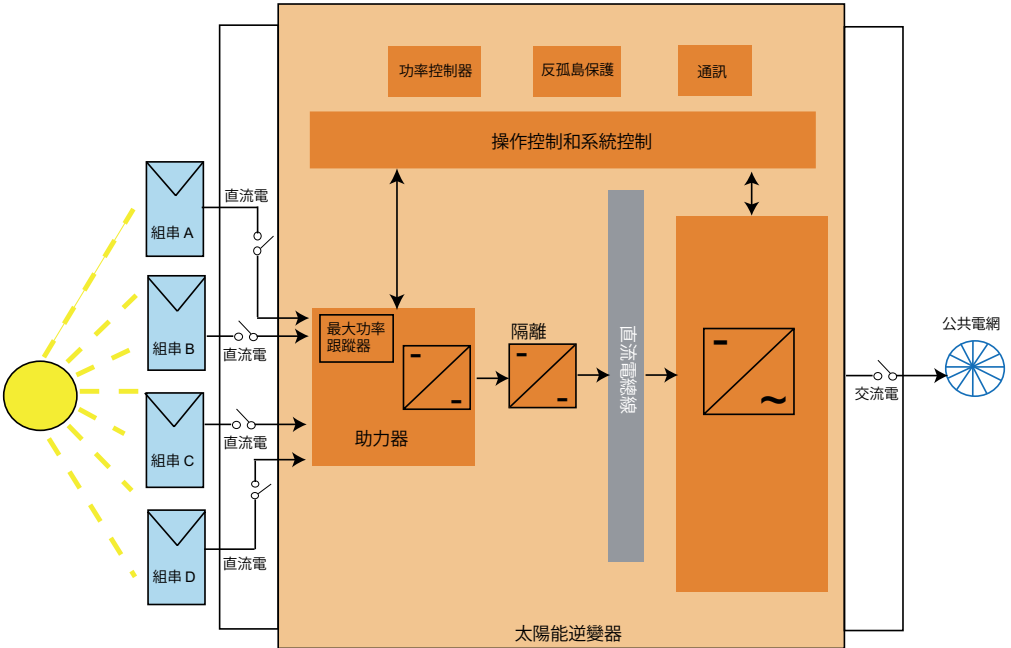 功率控制器
反孤島保護
通訊
操作控制和系統控制
直流電
組串 A
組串 B
直流電
組串 C
直流電
組串 D
直流電
最大功率
跟蹤器
助力器
隔離
直流電總線
公共電網
交流電
太陽能逆變器